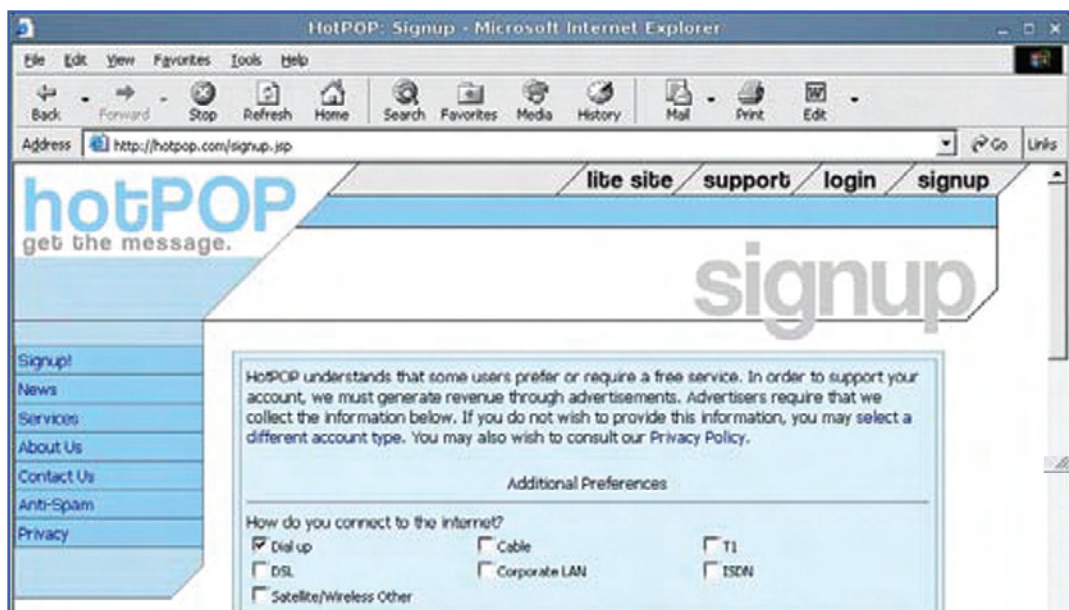 HotPOP: Signup - Microsoft Internet Explorer
File Edit View Favorites Tools Help
Back Forward Stop Refresh Home Search Favorites Media History Mail Print Edit
Address http://hotpop.com/signup.jsp Go Links
hotPOP
get the message.
lite site support login signup
signup
Signup!
News
Services
About Us
Contact Us
Anti-Spam
Privacy
HotPOP understands that some users prefer or require a free service. In order to support your
account, we must generate revenue through advertisements. Advertisers require that we
collect the information below. If you do not wish to provide this information, you may select a
different account type. You may also wish to consult our Privacy Policy.
Additional Preferences
How do you connect to the internet?
Dial up Cable T1
DSL Corporate LAN ISDN
Satellite/Wireless Other